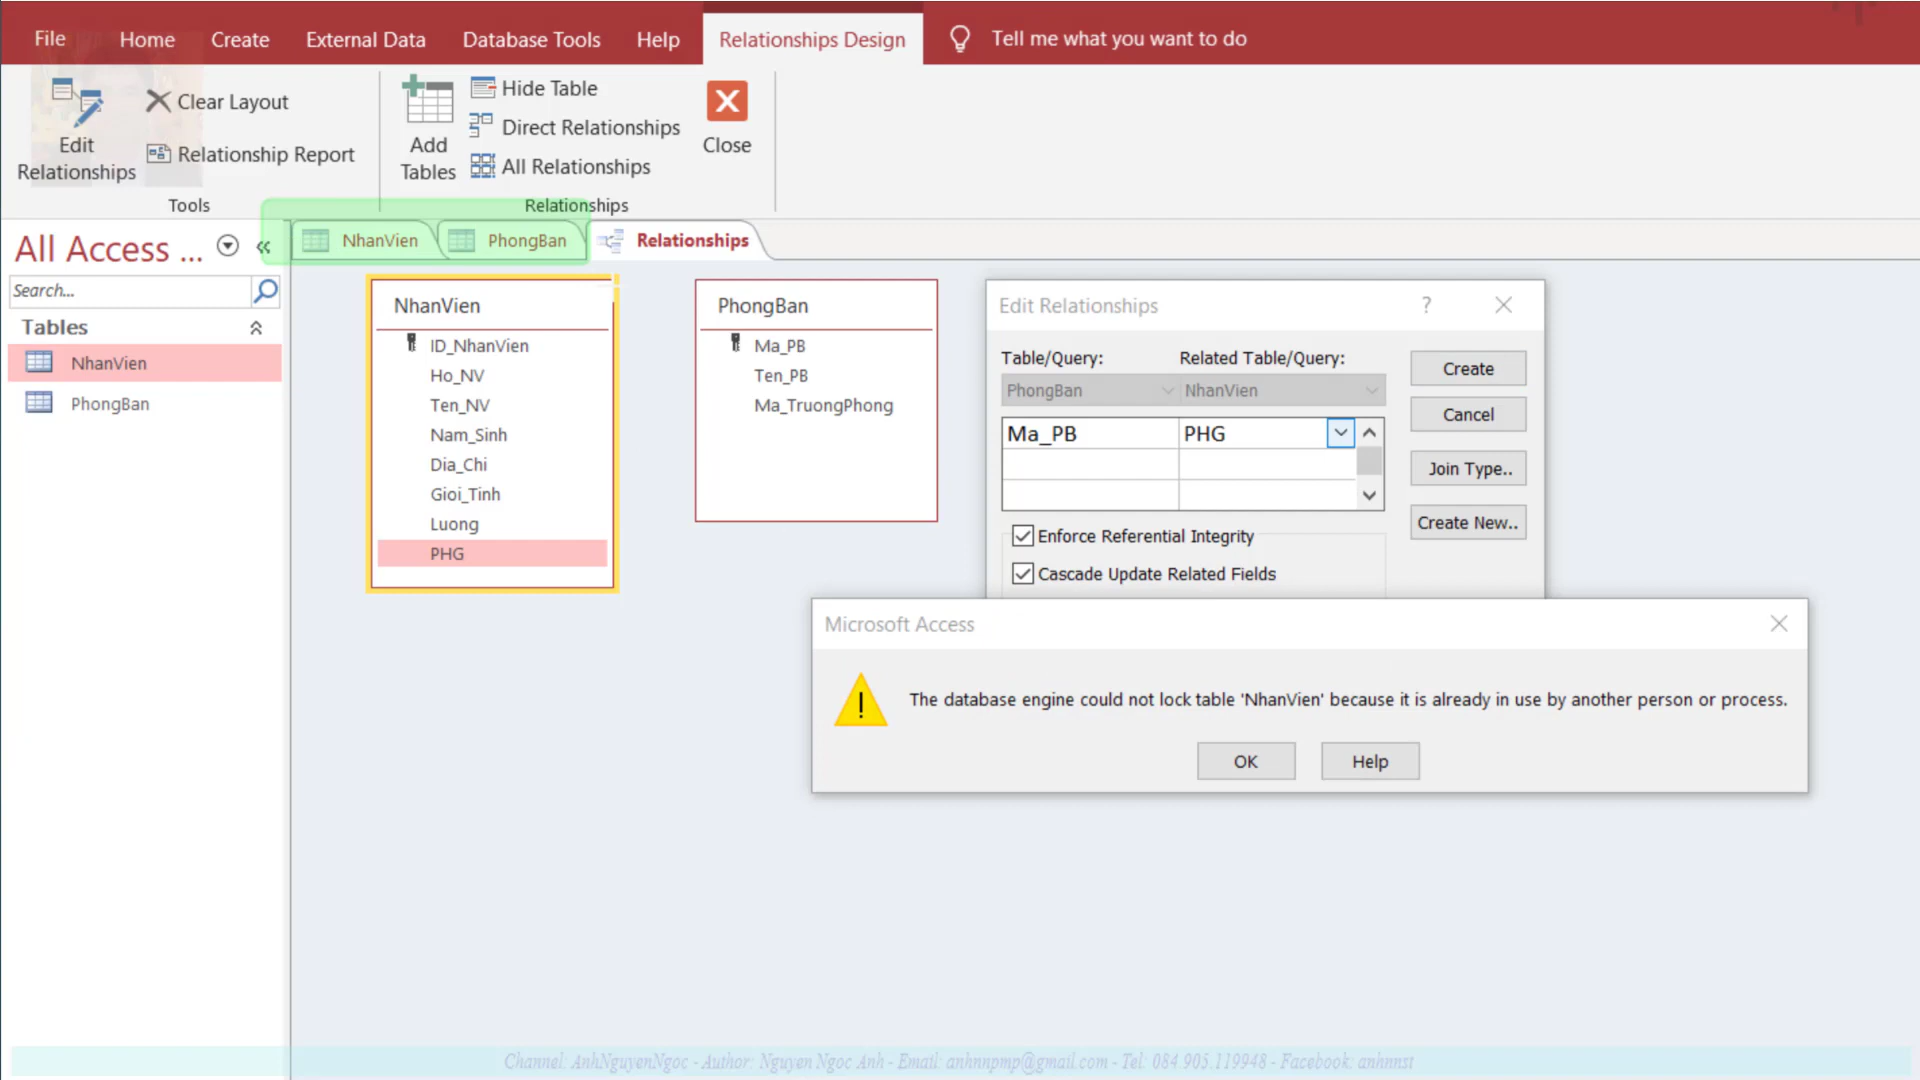 File Home Create External Data Database Tools Help Relationships Design Tell me what you want to do
Edit Relationships
Clear Layout
Relationship Report
Tools
Add Tables
Hide Table
Direct Relationships
All Relationships
Relationships
Close
All Access ...
Search...
Tables
NhanVien
PhongBan
NhanVien PhongBan Relationships
NhanVien
ID_NhanVien
Ho_NV
Ten_NV
Nam_Sinh
Dia_Chi
Gioi_Tinh
Luong
PHG
PhongBan
Ma_PB
Ten_PB
Ma_TruongPhong
Edit Relationships ?
Table/Query: Related Table/Query:
PhongBan NhanVien
Ma_PB PHG
Enforce Referential Integrity
Cascade Update Related Fields
Create
Cancel
Join Type..
Create New..
Microsoft Access
The database engine could not lock table 'NhanVien' because it is already in use by another person or process.
OK Help
Channel: AnhNguyenNgoc - Author: Nguyen Ngoc Anh - Email: anhnnpmp@gmail.com - Tel: 084.905.119948 - Facebook: anhnnst